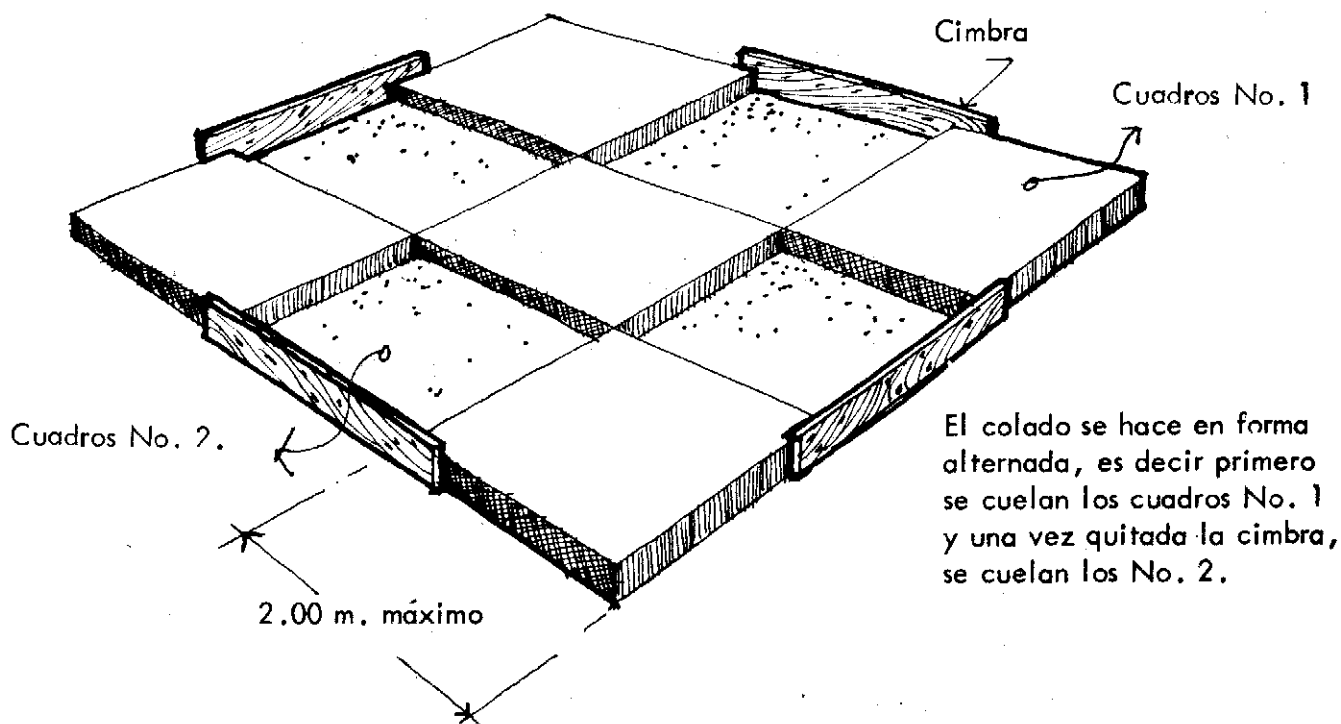 Cimbra
Cuadros No. 1
Cuadros No. 2.
2.00 m. máximo
El colado se hace en forma
alternada, es decir primero
se cuelan los cuadros No. 1
y una vez quitada la cimbra,
se cuelan los No. 2.